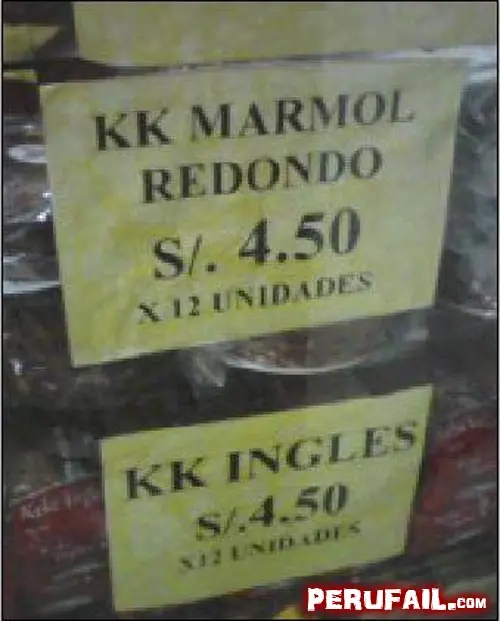 KK MARMOL
REDONDO
S/. 4.50
X 12 UNIDADES
KK INGLES
S/.4.50
X12 UNIDADES
PERUFAIL.COM